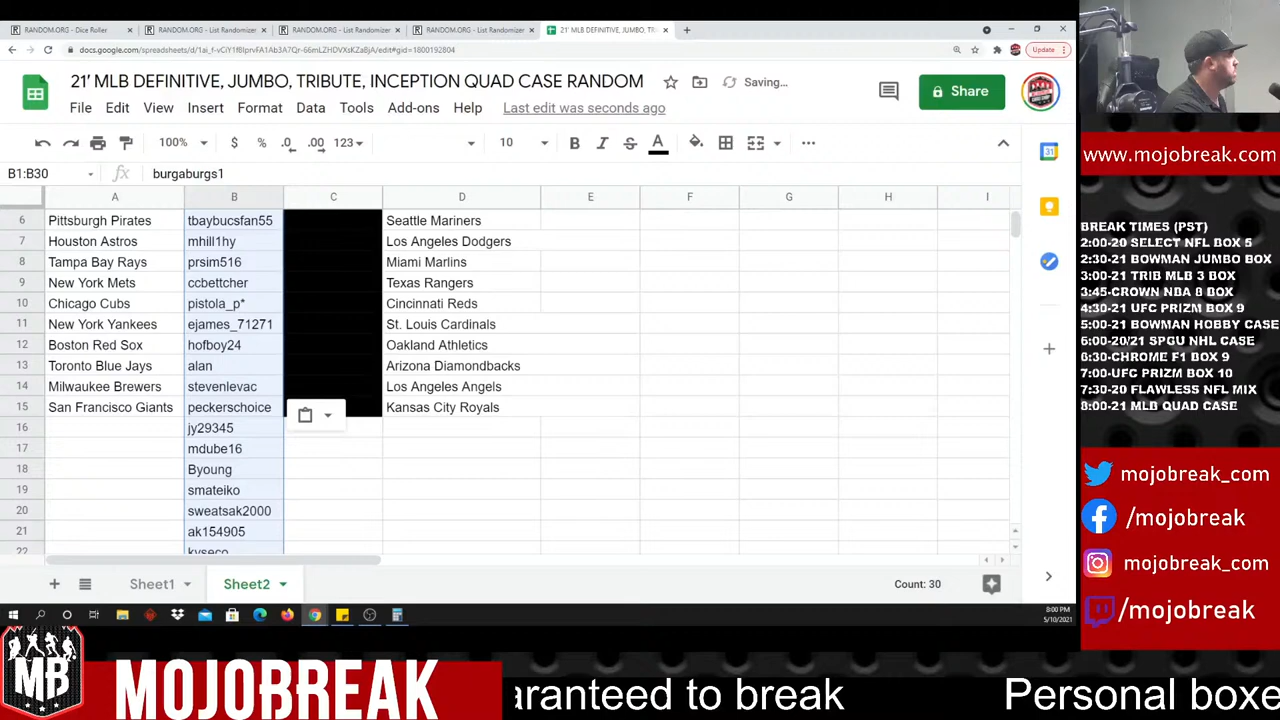 RANDOM.ORG - Dice Roller
RANDOM.ORG - List Randomizer
RANDOM.ORG - List Randomizer
RANDOM.ORG - List Randomizer
21' MLB DEFINITIVE, JUMBO, TR
Update
21' MLB DEFINITIVE, JUMBO, TRIBUTE, INCEPTION QUAD CASE RANDOM
Saving...
Share
File Edit View Insert Format Data Tools Add-ons Help Last edit was seconds ago
100% $ % .0 .00 123 10 B I S A
B1:B30 fx burgaburgs1
A B C D E F G H I
6 Pittsburgh Pirates tbaybucsfan55 Seattle Mariners
7 Houston Astros mhill1hy Los Angeles Dodgers
8 Tampa Bay Rays prsim516 Miami Marlins
9 New York Mets ccbettcher Texas Rangers
10 Chicago Cubs pistola_p* Cincinnati Reds
11 New York Yankees ejames_71271 St. Louis Cardinals
12 Boston Red Sox hofboy24 Oakland Athletics
13 Toronto Blue Jays alan Arizona Diamondbacks
14 Milwaukee Brewers stevenlevac Los Angeles Angels
15 San Francisco Giants peckerschoice Kansas City Royals
16 jy29345
17 mdube16
18 Byoung
19 smateiko
20 sweatsak2000
21 ak154905
22 kyseco
Sheet1 Sheet2 Count: 30
8:00 PM
5/10/2021
www.mojobreak.com
BREAK TIMES (PST)
2:00-20 SELECT NFL BOX 5
2:30-21 BOWMAN JUMBO BOX
3:00-21 TRIB MLB 3 BOX
3:45-CROWN NBA 8 BOX
4:30-21 UFC PRIZM BOX 9
5:00-21 BOWMAN HOBBY CASE
6:00-20/21 SPGU NHL CASE
6:30-CHROME F1 BOX 9
7:00-UFC PRIZM BOX 10
7:30-20 FLAWLESS NFL MIX
8:00-21 MLB QUAD CASE
mojobreak_com
/mojobreak
mojobreak_com
/mojobreak
MB
MOJOBREAK
aranteed to break Personal boxe